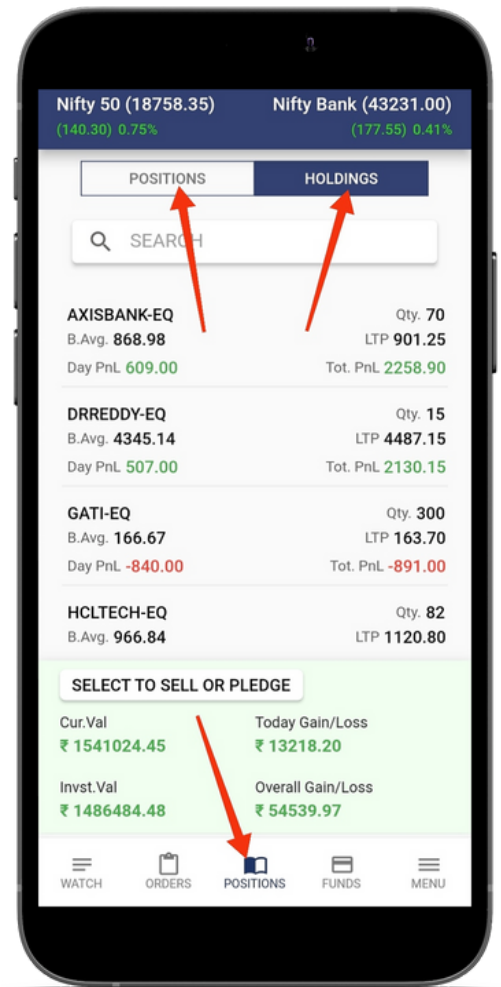 Nifty 50 (18758.35) Nifty Bank (43231.00)
(140.30) 0.75% (177.55) 0.41%
POSITIONS HOLDINGS
SEARCH
AXISBANK-EQ Qty. 70
B.Avg. 868.98 LTP 901.25
Day PnL 609.00 Tot. PnL 2258.90
DRREDDY-EQ Qty. 15
B.Avg. 4345.14 LTP 4487.15
Day PnL 507.00 Tot. PnL 2130.15
GATI-EQ Qty. 300
B.Avg. 166.67 LTP 163.70
Day PnL -840.00 Tot. PnL -891.00
HCLTECH-EQ Qty. 82
B.Avg. 966.84 LTP 1120.80
SELECT TO SELL OR PLEDGE
Cur.Val Today Gain/Loss
₹ 1541024.45 ₹ 13218.20
Invst.Val Overall Gain/Loss
₹ 1486484.48 ₹ 54539.97
WATCH ORDERS POSITIONS FUNDS MENU